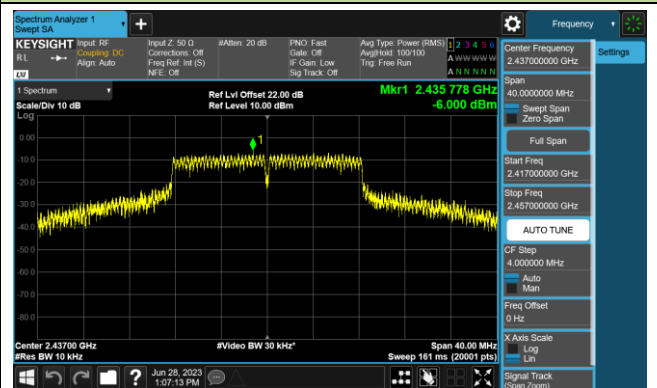 Spectrum Analyzer 1
Swept SA
+
Frequency
KEYSIGHT
RL
Input: RF
Coupling: DC
Align: Auto
Input Z: 50 Ω
Corrections: Off
Freq Ref: Int (S)
NFE: Off
#Atten: 20 dB
PNO: Fast
Gate: Off
IF Gain: Low
Sig Track: Off
Avg Type: Power (RMS)
Avg|Hold: 100/100
Trig: Free Run
1 2 3 4 5 6
A W W W W W
A N N N N N
1 Spectrum
Scale/Div 10 dB
Log
Ref Lvl Offset 22.00 dB
Ref Level 10.00 dBm
Mkr1 2.435 778 GHz
-6.000 dBm
1
0.00
-10.0
-20.0
-30.0
-40.0
-50.0
-60.0
-70.0
-80.0
Center 2.43700 GHz
#Res BW 10 kHz
#Video BW 30 kHz*
Span 40.00 MHz
Sweep 161 ms (20001 pts)
Center Frequency
2.437000000 GHz
Settings
Span
40.0000000 MHz
Swept Span
Zero Span
Full Span
Start Freq
2.417000000 GHz
Stop Freq
2.457000000 GHz
AUTO TUNE
CF Step
4.000000 MHz
Auto
Man
Freq Offset
0 Hz
X Axis Scale
Log
Lin
Signal Track
(Span Zoom)
?
Jun 28, 2023
1:07:13 PM